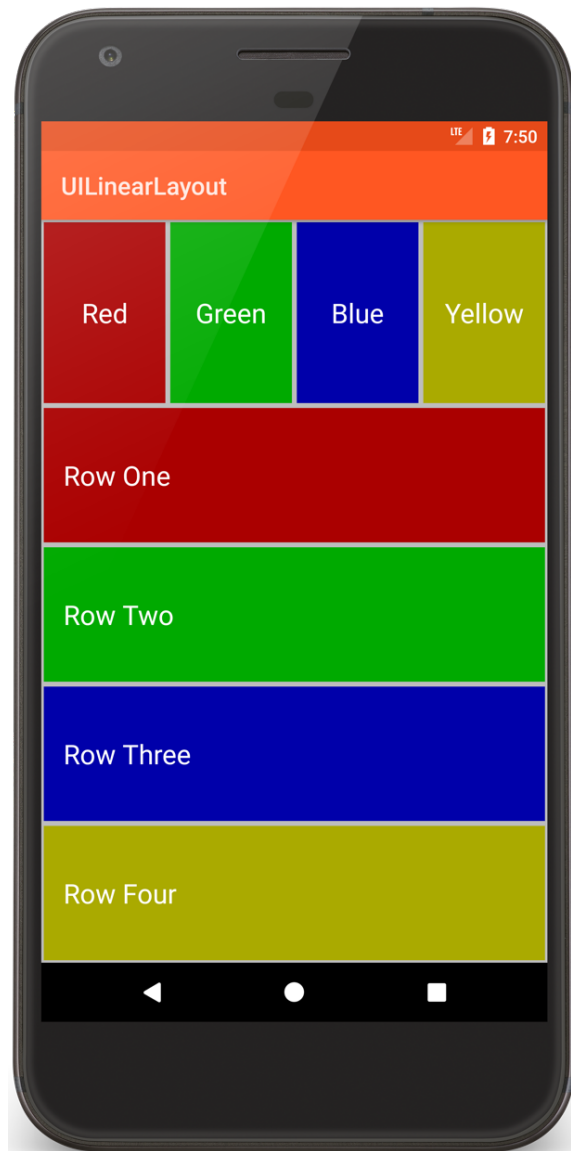 LTE 7:50
UILinearLayout
Red Green Blue Yellow
Row One
Row Two
Row Three
Row Four